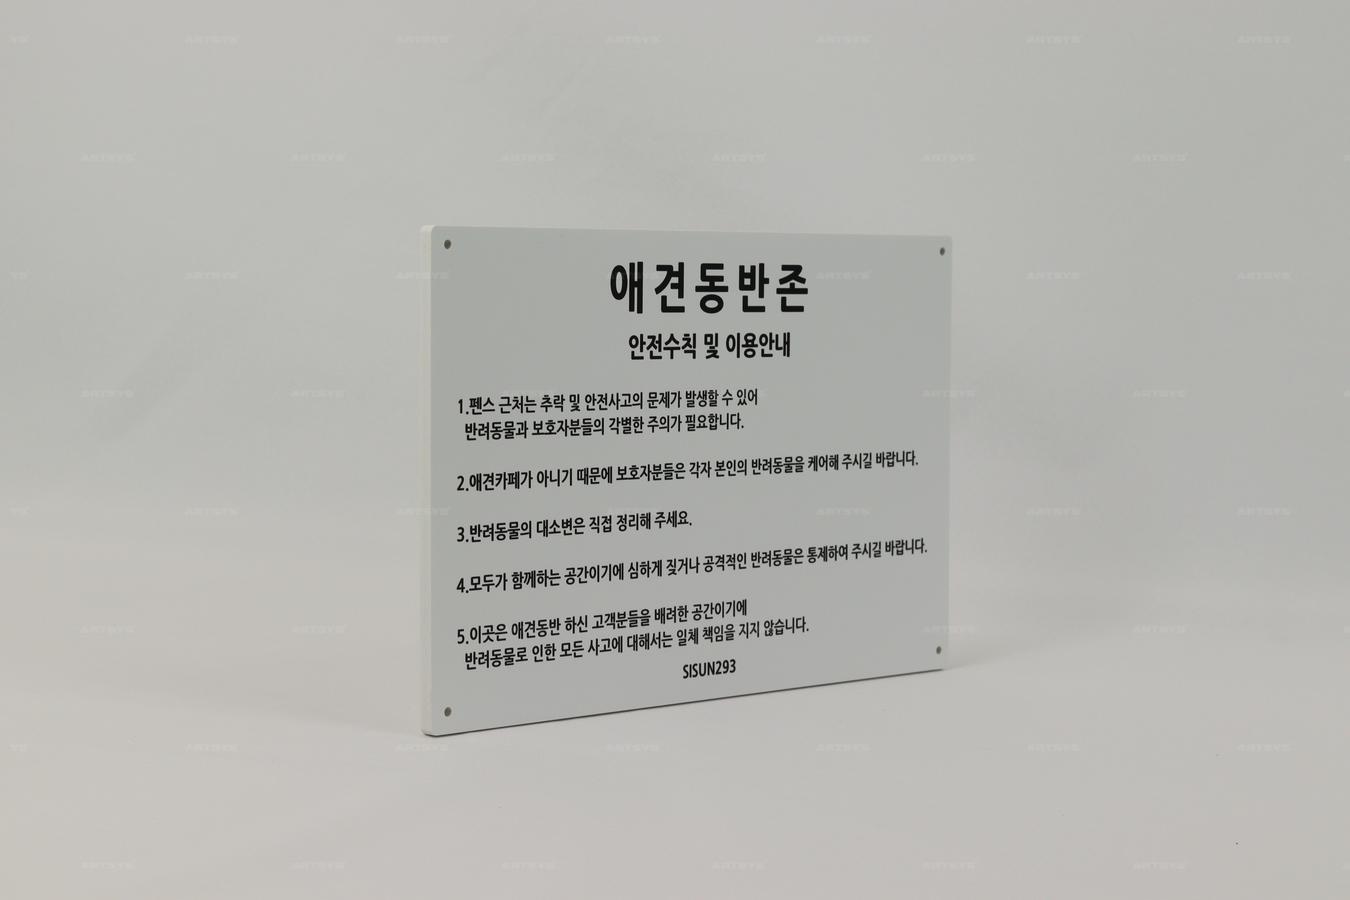 애견동반존
안전수칙 및 이용안내
1.펜스 근처는 추락 및 안전사고의 문제가 발생할 수 있어
반려동물과 보호자분들의 각별한 주의가 필요합니다.
2.애견카페가 아니기 때문에 보호자분들은 각자 본인의 반려동물을 케어해 주시길 바랍니다.
3.반려동물의 대소변은 직접 정리해 주세요.
4.모두가 함께하는 공간이기에 심하게 짖거나 공격적인 반려동물은 통제하여 주시길 바랍니다.
5.이곳은 애견동반 하신 고객분들을 배려한 공간이기에
반려동물로 인한 모든 사고에 대해서는 일체 책임을 지지 않습니다.
SISUN293
ARTSYS